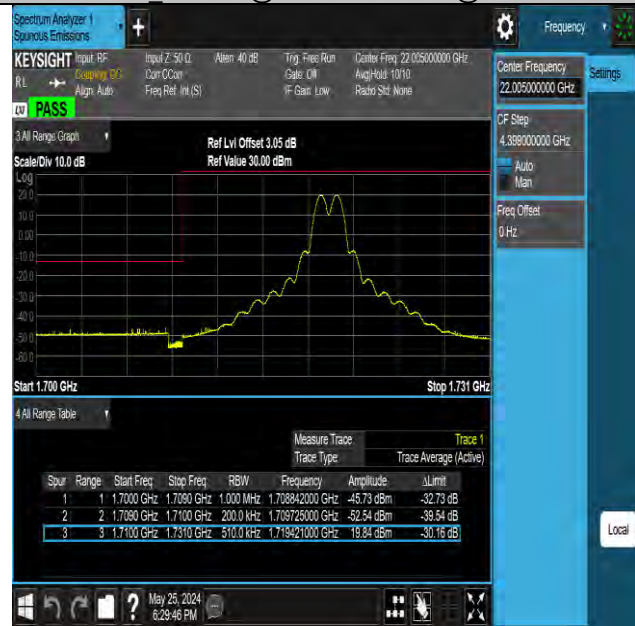 Spectrum Analyzer 1
Spurious Emissions
+
Frequency
KEYSIGHT Input: RF Input Z: 50 Ω Atten: 40 dB Trig: Free Run Center Freq: 22.005000000 GHz
RL Coupling: DC Corr CCorr Gate: Off Avg|Hold: 10/10
Align: Auto Freq Ref: Int (S) IF Gain: Low Radio Std: None
LXI PASS
Center Frequency
22.005000000 GHz
Settings
CF Step
4.399000000 GHz
Auto
Man
Freq Offset
0 Hz
3 All Range Graph
Ref Lvl Offset 3.05 dB
Scale/Div 10.0 dB Ref Value 30.00 dBm
Log
20.0
10.0
0.00
-10.0
-20.0
-30.0
-40.0
-50.0
-60.0
Start 1.700 GHz Stop 1.731 GHz
4 All Range Table
Measure Trace Trace 1
Trace Type Trace Average (Active)
Spur Range Start Freq Stop Freq RBW Frequency Amplitude ΔLimit
1 1 1.7000 GHz 1.7090 GHz 1.000 MHz 1.708842000 GHz -45.73 dBm -32.73 dB
2 2 1.7090 GHz 1.7100 GHz 200.0 kHz 1.709725000 GHz -52.54 dBm -39.54 dB
3 3 1.7100 GHz 1.7310 GHz 510.0 kHz 1.719421000 GHz 19.84 dBm -30.16 dB
Local
? May 25, 2024
6:29:46 PM